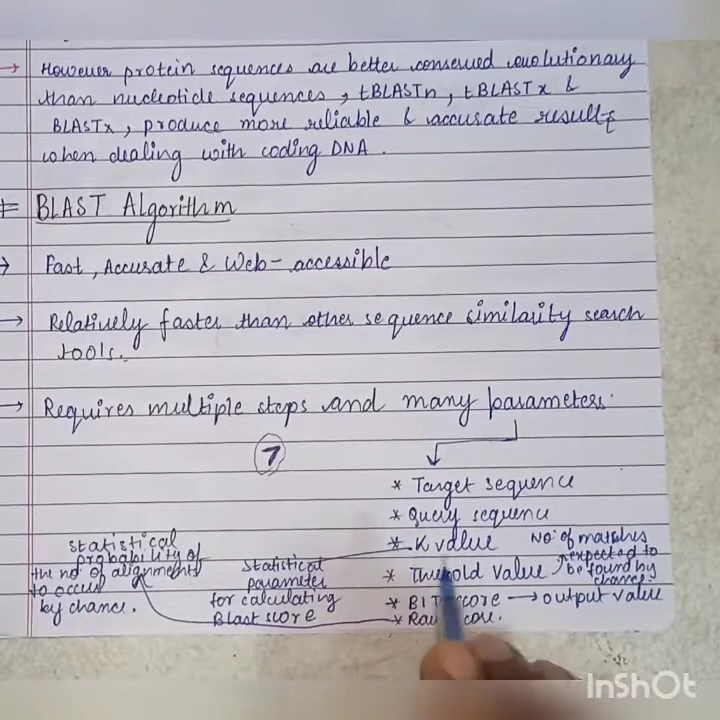 → However protein sequences are better conserved evolutionary
than nucleotide sequences, tBLASTn, tBLASTx &
BLASTx, produce more reliable & accurate results
when dealing with coding DNA.
BLAST Algorithm
→ Fast, Accurate & Web-accessible
→ Relatively faster than other sequence similarity search
tools.
→ Requires multiple steps and many parameters.
7
* Target sequence
* Query sequence
* K value
* Threshold value
No: of matches
expected to
be found by
chance.
* BIT score → output value
* Raw score.
Statistical
parameter
for calculating
Blast score
Statistical
probability of
the no of alignments
to occur
by chance.
InShOt